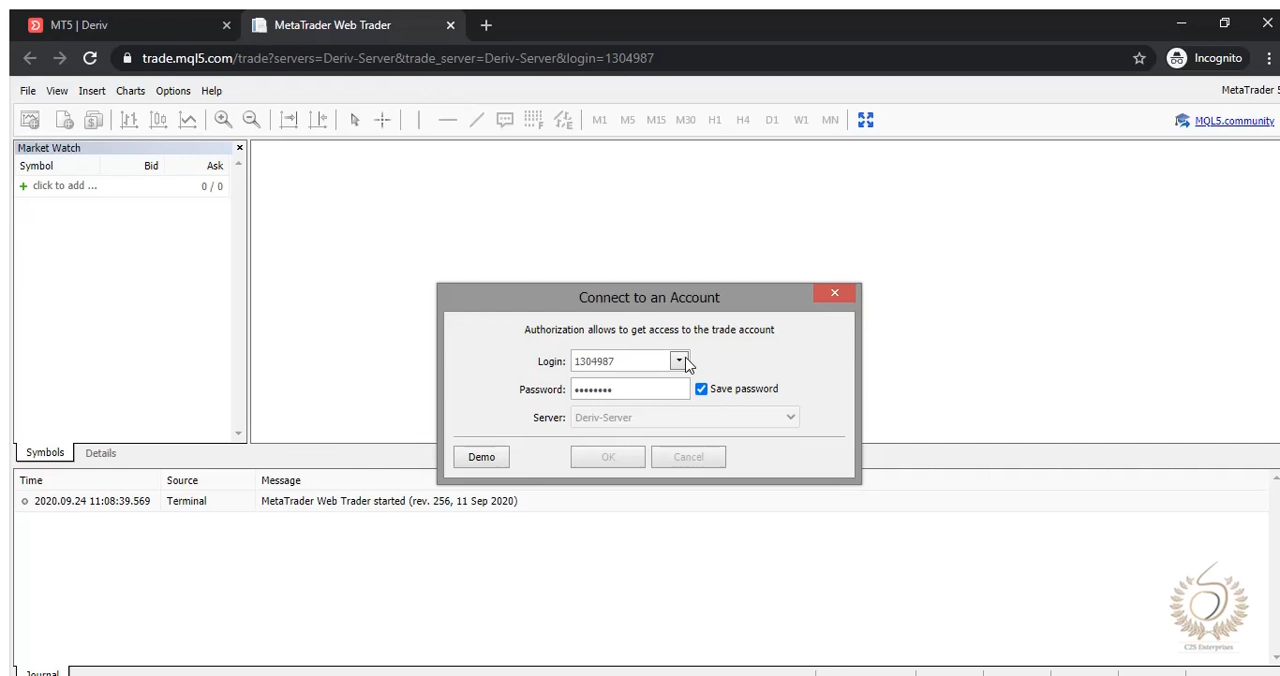 MT5 | Deriv
MetaTrader Web Trader
trade.mql5.com/trade?servers=Deriv-Server&trade_server=Deriv-Server&login=1304987
Incognito
File View Insert Charts Options Help
MetaTrader 5
M1 M5 M15 M30 H1 H4 D1 W1 MN
MQL5.community
Market Watch
Symbol Bid Ask
click to add ... 0 / 0
Connect to an Account
Authorization allows to get access to the trade account
Login: 1304987
Password: ••••••••
Save password
Server: Deriv-Server
Demo OK Cancel
Symbols Details
Time Source Message
2020.09.24 11:08:39.569 Terminal MetaTrader Web Trader started (rev. 256, 11 Sep 2020)
C2S Enterprises
Journal